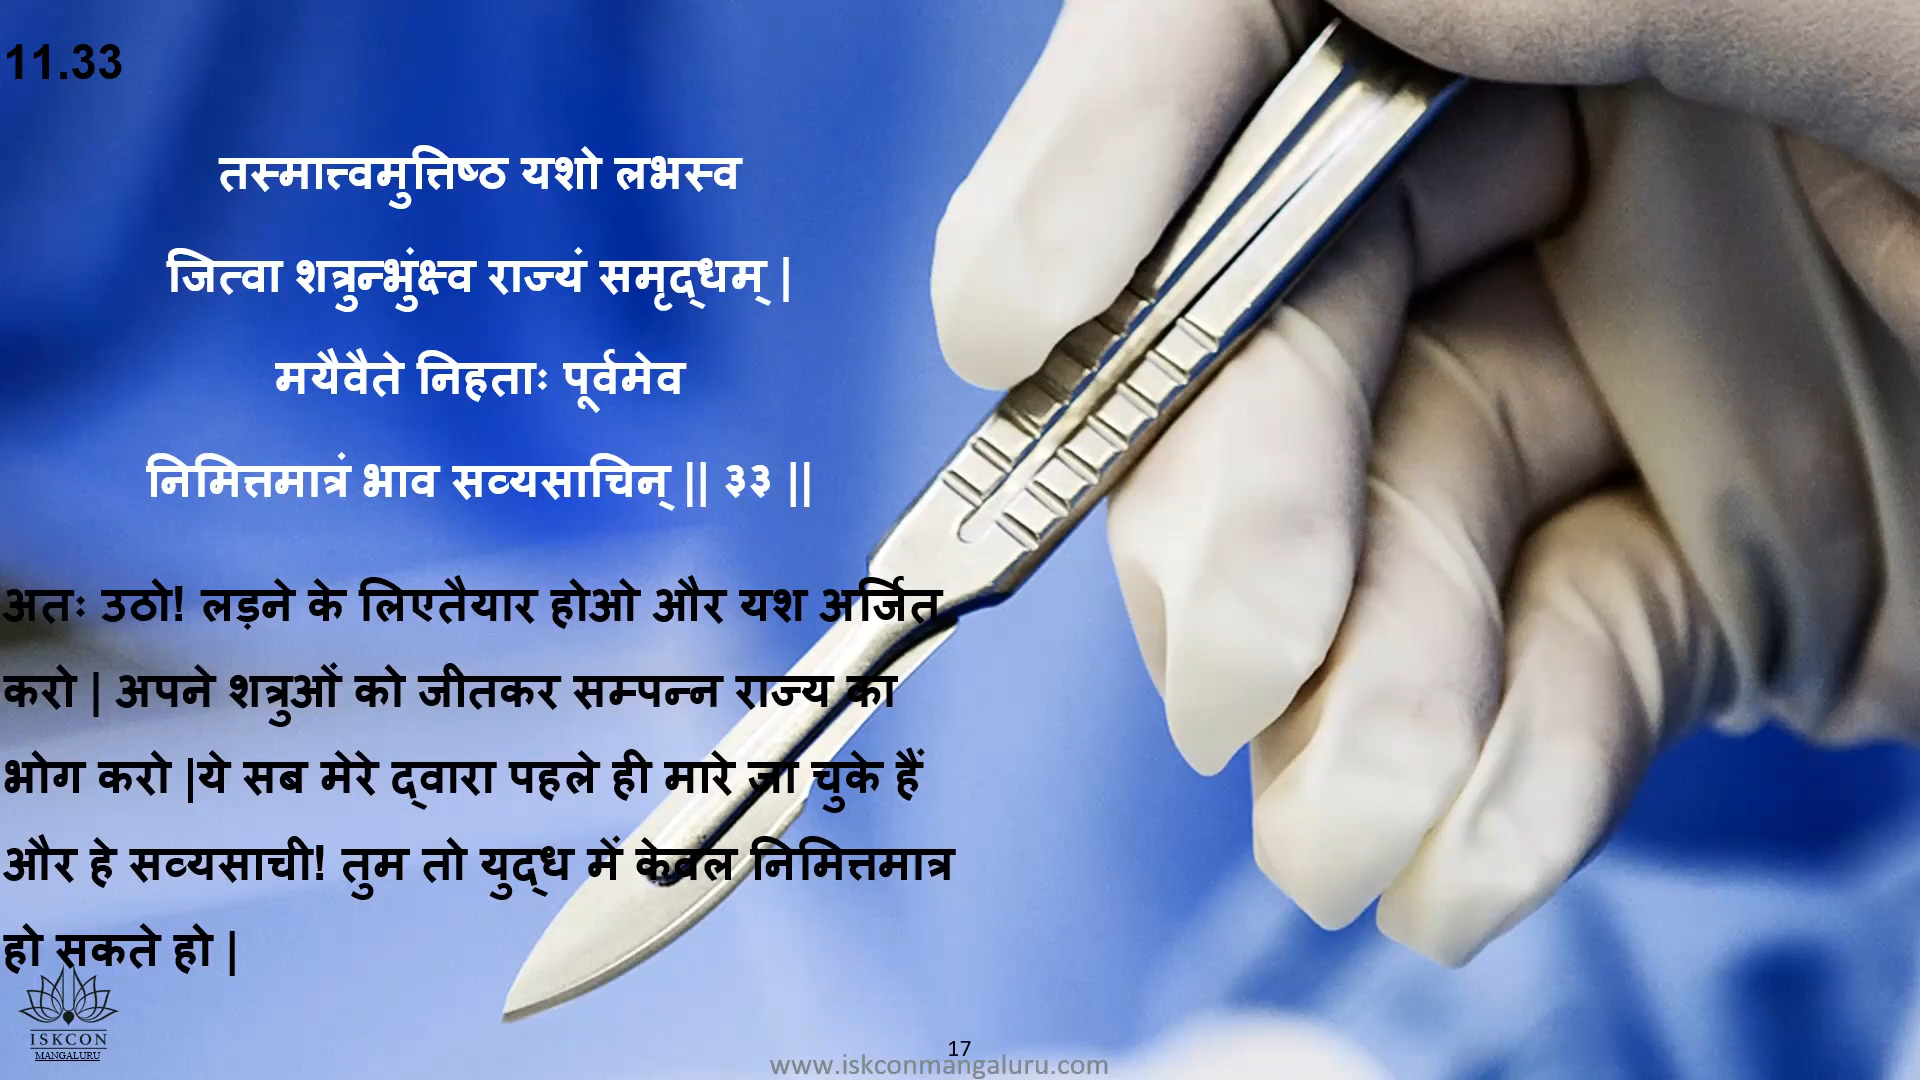 11.33
तस्मात्त्वमुत्तिष्ठ यशो लभस्व
जित्वा शत्रुन्भुंक्ष्व राज्यं समृद्धम् |
मयैवैते निहताः पूर्वमेव
निमित्तमात्रं भाव सव्यसाचिन् || ३३ ||
अतः उठो! लड़ने के लिएतैयार होओ और यश अर्जित
करो | अपने शत्रुओं को जीतकर सम्पन्न राज्य का
भोग करो |ये सब मेरे द्वारा पहले ही मारे जा चुके हैं
और हे सव्यसाची! तुम तो युद्ध में केवल निमित्तमात्र
हो सकते हो |
ISKCON
MANGALURU
17
www.iskconmangaluru.com